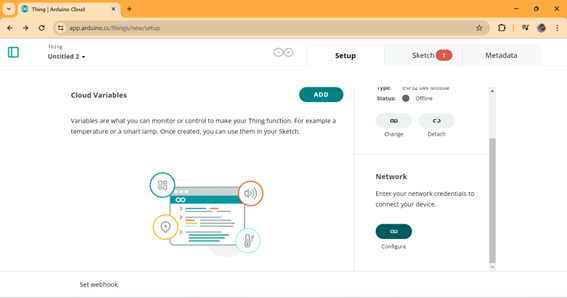 Thing | Arduino Cloud
app.arduino.cc/things/new/setup
Thing
Untitled 2
Setup
Sketch 1
Metadata
Cloud Variables
ADD
Variables are what you can monitor or control to make your Thing function. For example a
temperature or a smart lamp. Once created, you can use them in your Sketch.
Type: ESP32 Dev Module
Status: Offline
Change
Detach
Network
Enter your network credentials to
connect your device.
Configure
Set webhook